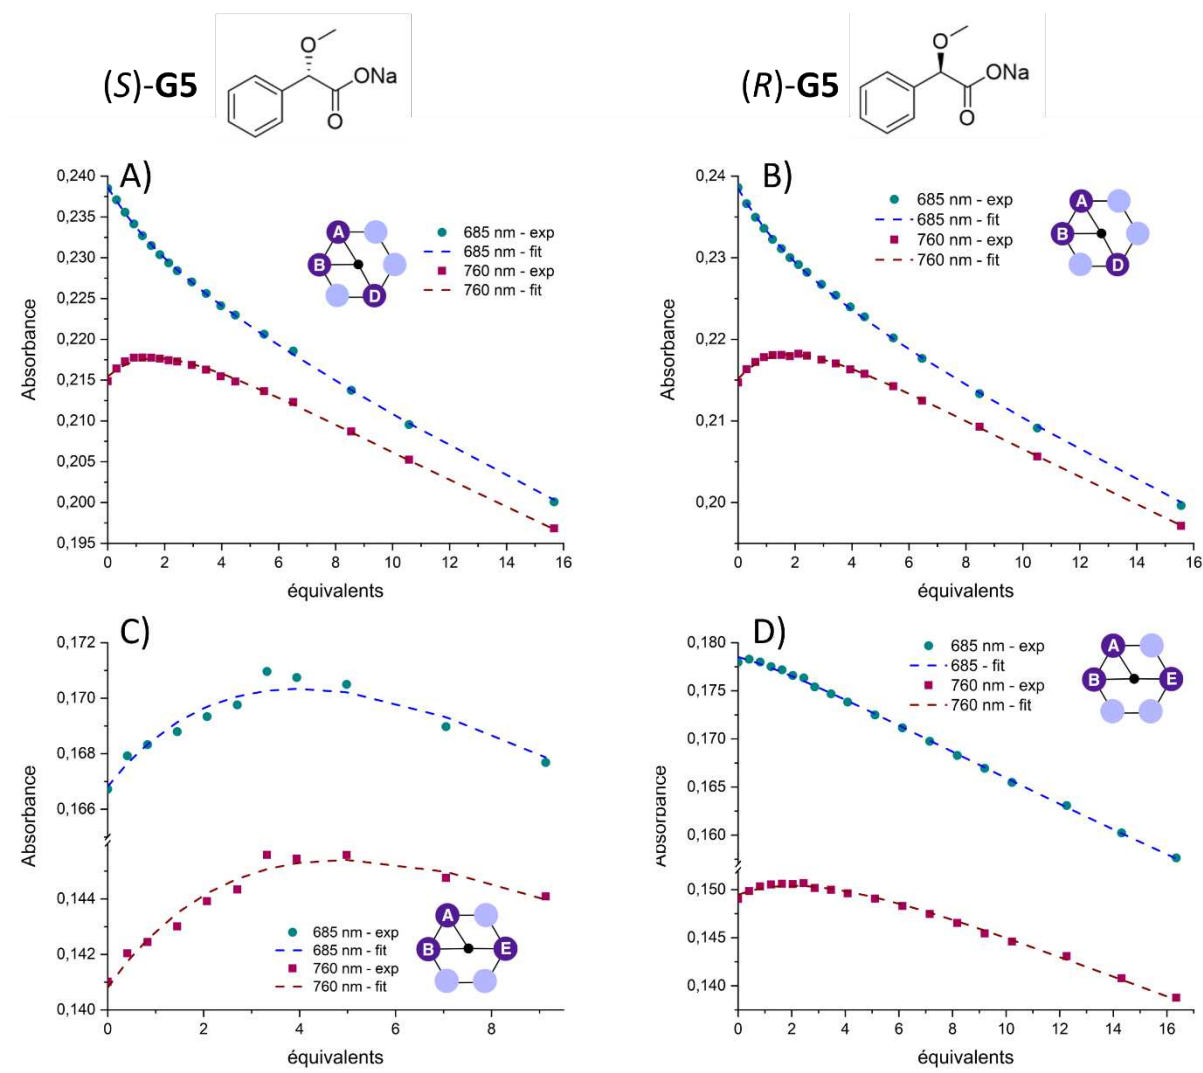 (S)-G5
O
ONa
O
(R)-G5
O
ONa
O
A)
0,240
0,235
0,230
0,225
0,220
0,215
0,210
0,205
0,200
0,195
Absorbance
0 2 4 6 8 10 12 14 16
équivalents
A
B
D
685 nm - exp
685 nm - fit
760 nm - exp
760 nm - fit
B)
0,24
0,23
0,22
0,21
0,20
Absorbance
0 2 4 6 8 10 12 14 16
équivalents
685 nm - exp
685 nm - fit
760 nm - exp
760 nm - fit
A
B
D
C)
0,172
0,170
0,168
0,166
0,144
0,142
0,140
Absorbance
0 2 4 6 8
équivalents
685 nm - exp
685 nm - fit
760 nm - exp
760 nm - fit
A
B E
D)
0,180
0,175
0,170
0,165
0,160
0,150
0,145
0,140
Absorbance
0 2 4 6 8 10 12 14 16
équivalents
685 nm - exp
685 - fit
760 nm - exp
760 nm - fit
A
B E